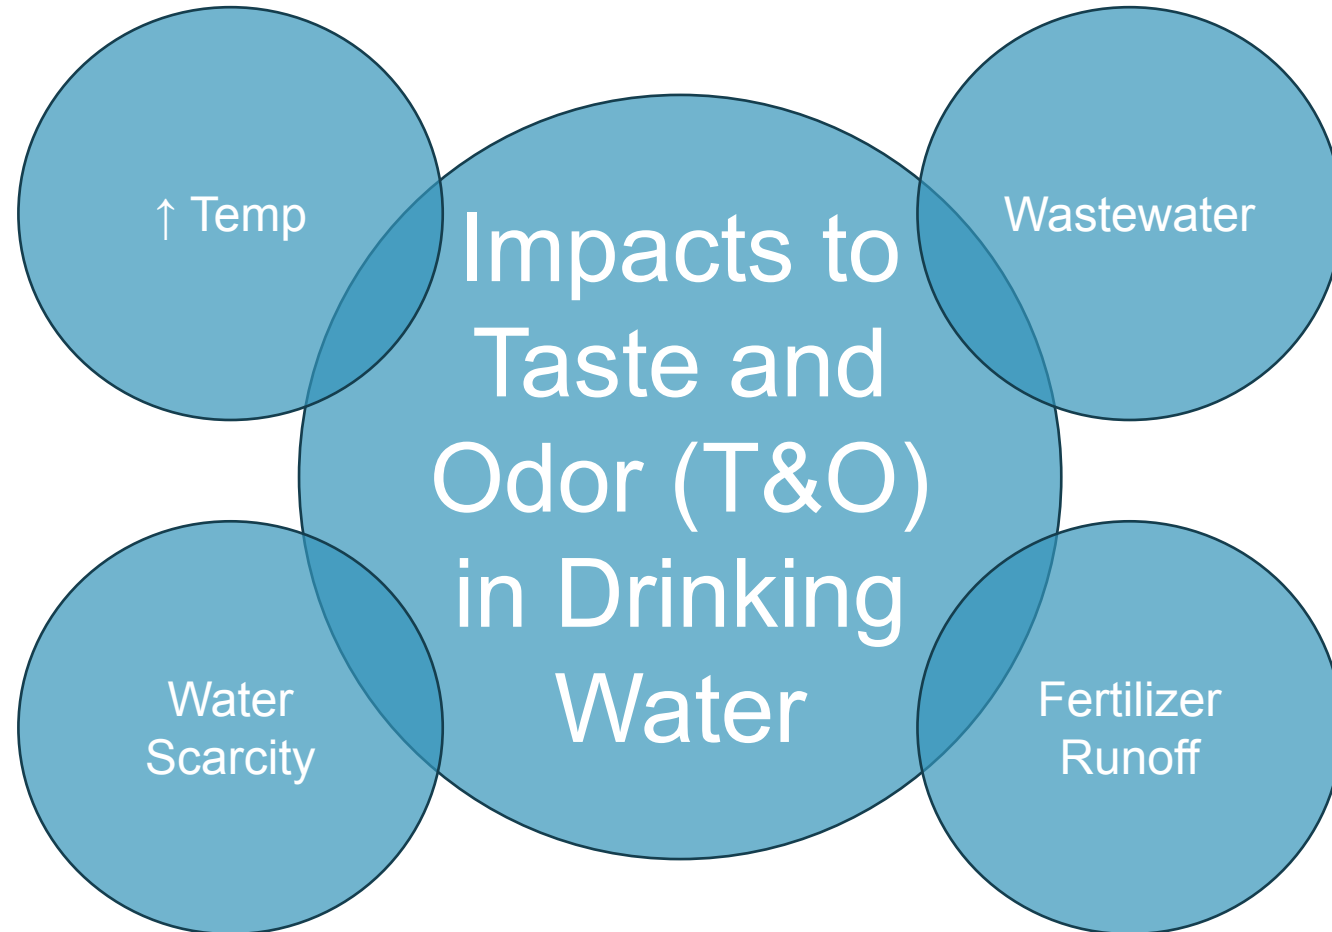 ↑ Temp
Wastewater
Impacts to
Taste and
Odor (T&O)
in Drinking
Water
Water
Scarcity
Fertilizer
Runoff